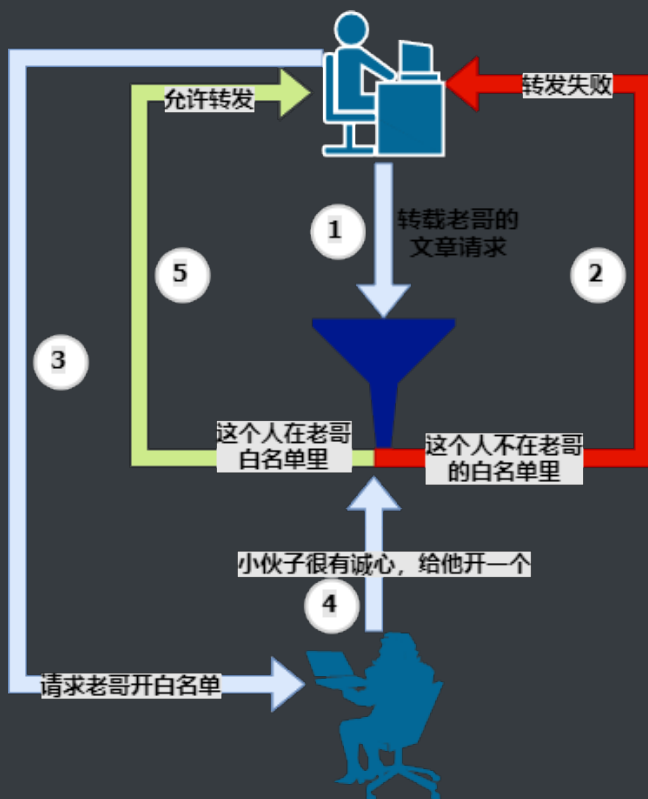 允许转发
转发失败
1
转载老哥的
文章请求
5
2
3
这个人在老哥
白名单里
这个人不在老哥
的白名单里
小伙子很有诚心，给他开一个
4
请求老哥开白名单